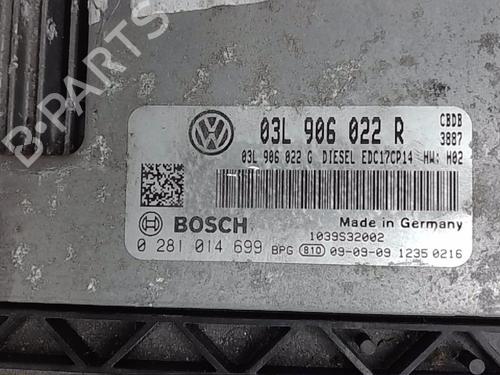 B-PARTS
03L 906 022 R CBDB
3887
03L 906 022 G DIESEL EDC17CP14 HW: H02
BOSCH
Made in Germany
1039S32002
0 281 014 699 BPG 810 09-09-09 1235 0216